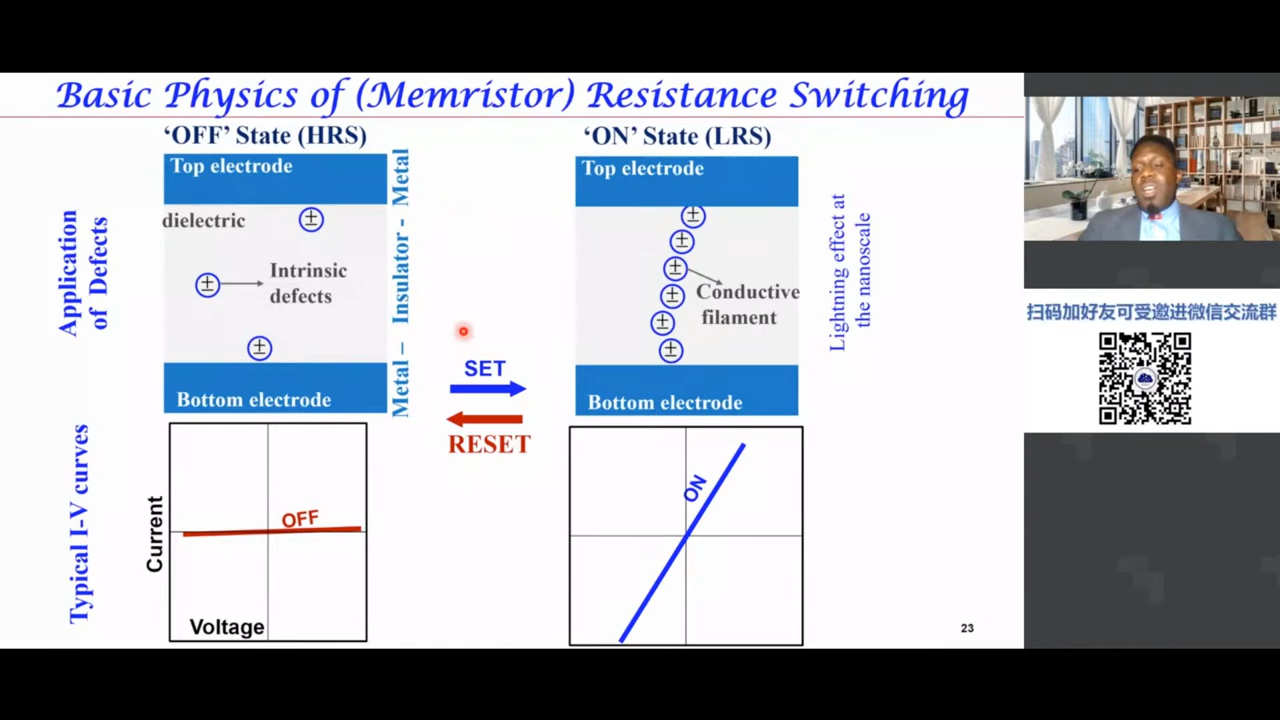 Basic Physics of (Memristor) Resistance Switching
‘OFF’ State (HRS)
‘ON’ State (LRS)
Application
of Defects
Top electrode
dielectric
±
±
Intrinsic
defects
±
Bottom electrode
Metal – Insulator - Metal
SET
RESET
Top electrode
±
±
±
±
±
±
Conductive
filament
Bottom electrode
Lightning effect at
the nanoscale
Typical I-V curves
Current
OFF
Voltage
ON
23
扫码加好友可受邀进微信交流群